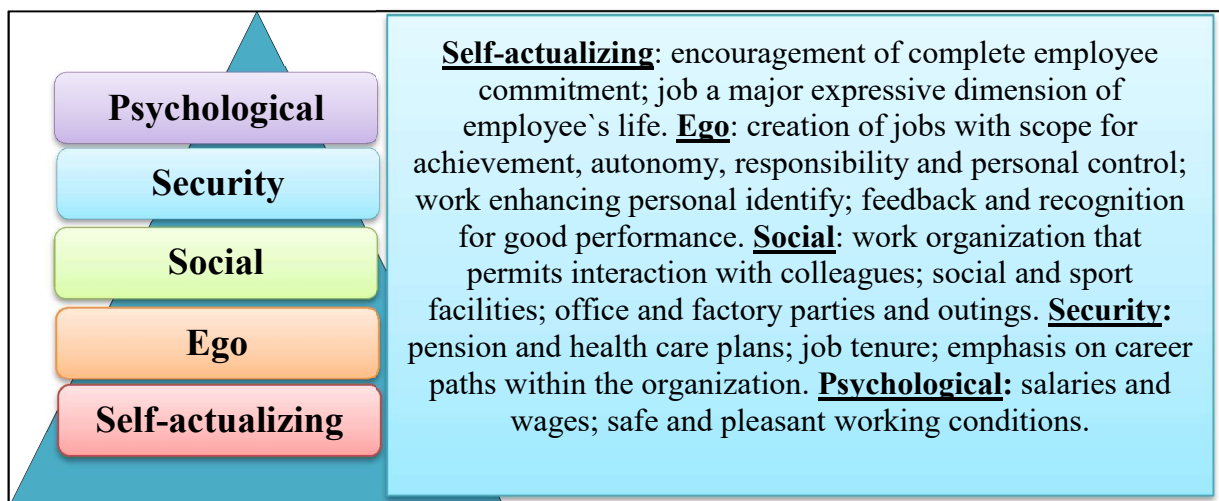 Psychological
Security
Social
Ego
Self-actualizing
Self-actualizing: encouragement of complete employee
commitment; job a major expressive dimension of
employee`s life. Ego: creation of jobs with scope for
achievement, autonomy, responsibility and personal control;
work enhancing personal identify; feedback and recognition
for good performance. Social: work organization that
permits interaction with colleagues; social and sport
facilities; office and factory parties and outings. Security:
pension and health care plans; job tenure; emphasis on career
paths within the organization. Psychological: salaries and
wages; safe and pleasant working conditions.